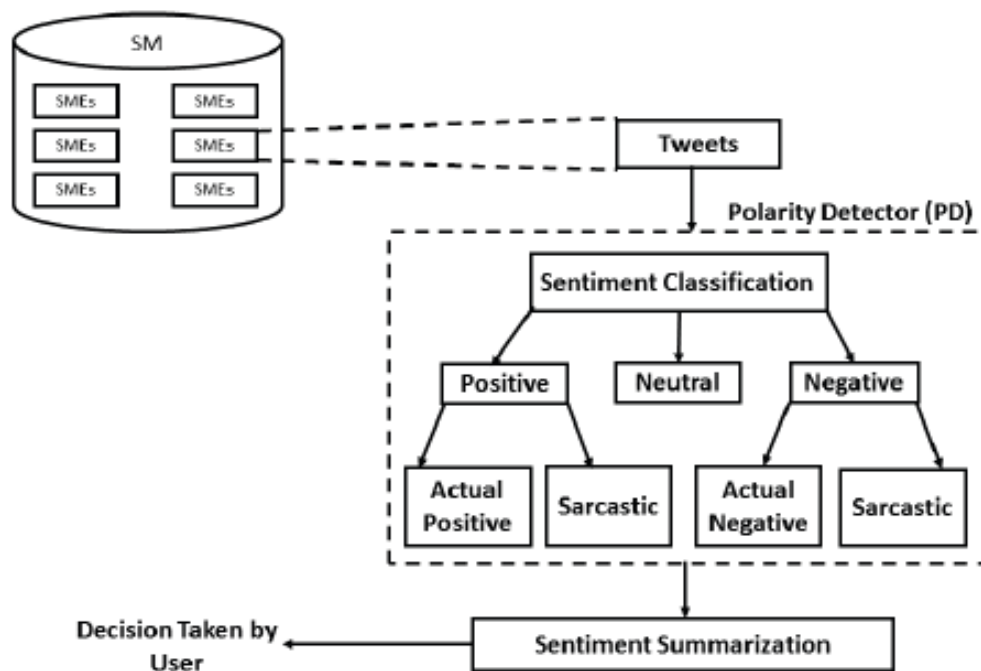 SM
SMEs SMEs
SMEs SMEs
SMEs SMEs
Tweets
Polarity Detector (PD)
Sentiment Classification
Positive Neutral Negative
Actual
Positive
Sarcastic
Actual
Negative
Sarcastic
Sentiment Summarization
Decision Taken by
User